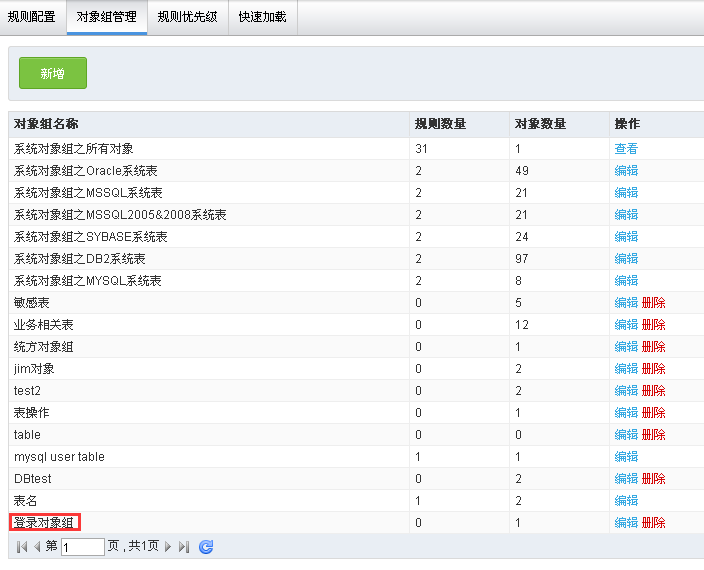 规则配置 对象组管理 规则优先级 快速加载
新增
对象组名称 规则数量 对象数量 操作
系统对象组之所有对象 31 1 查看
系统对象组之Oracle系统表 2 49 编辑
系统对象组之MSSQL系统表 2 21 编辑
系统对象组之MSSQL2005&2008系统表 2 21 编辑
系统对象组之SYBASE系统表 2 24 编辑
系统对象组之DB2系统表 2 97 编辑
系统对象组之MYSQL系统表 2 8 编辑
敏感表 0 5 编辑 删除
业务相关表 0 12 编辑 删除
统方对象组 0 1 编辑 删除
jim对象 0 2 编辑 删除
test2 0 2 编辑 删除
表操作 0 1 编辑 删除
table 0 0 编辑 删除
mysql user table 1 1 编辑
DBtest 0 2 编辑 删除
表名 1 2 编辑
登录对象组 0 1 编辑 删除
第 1 页，共1页